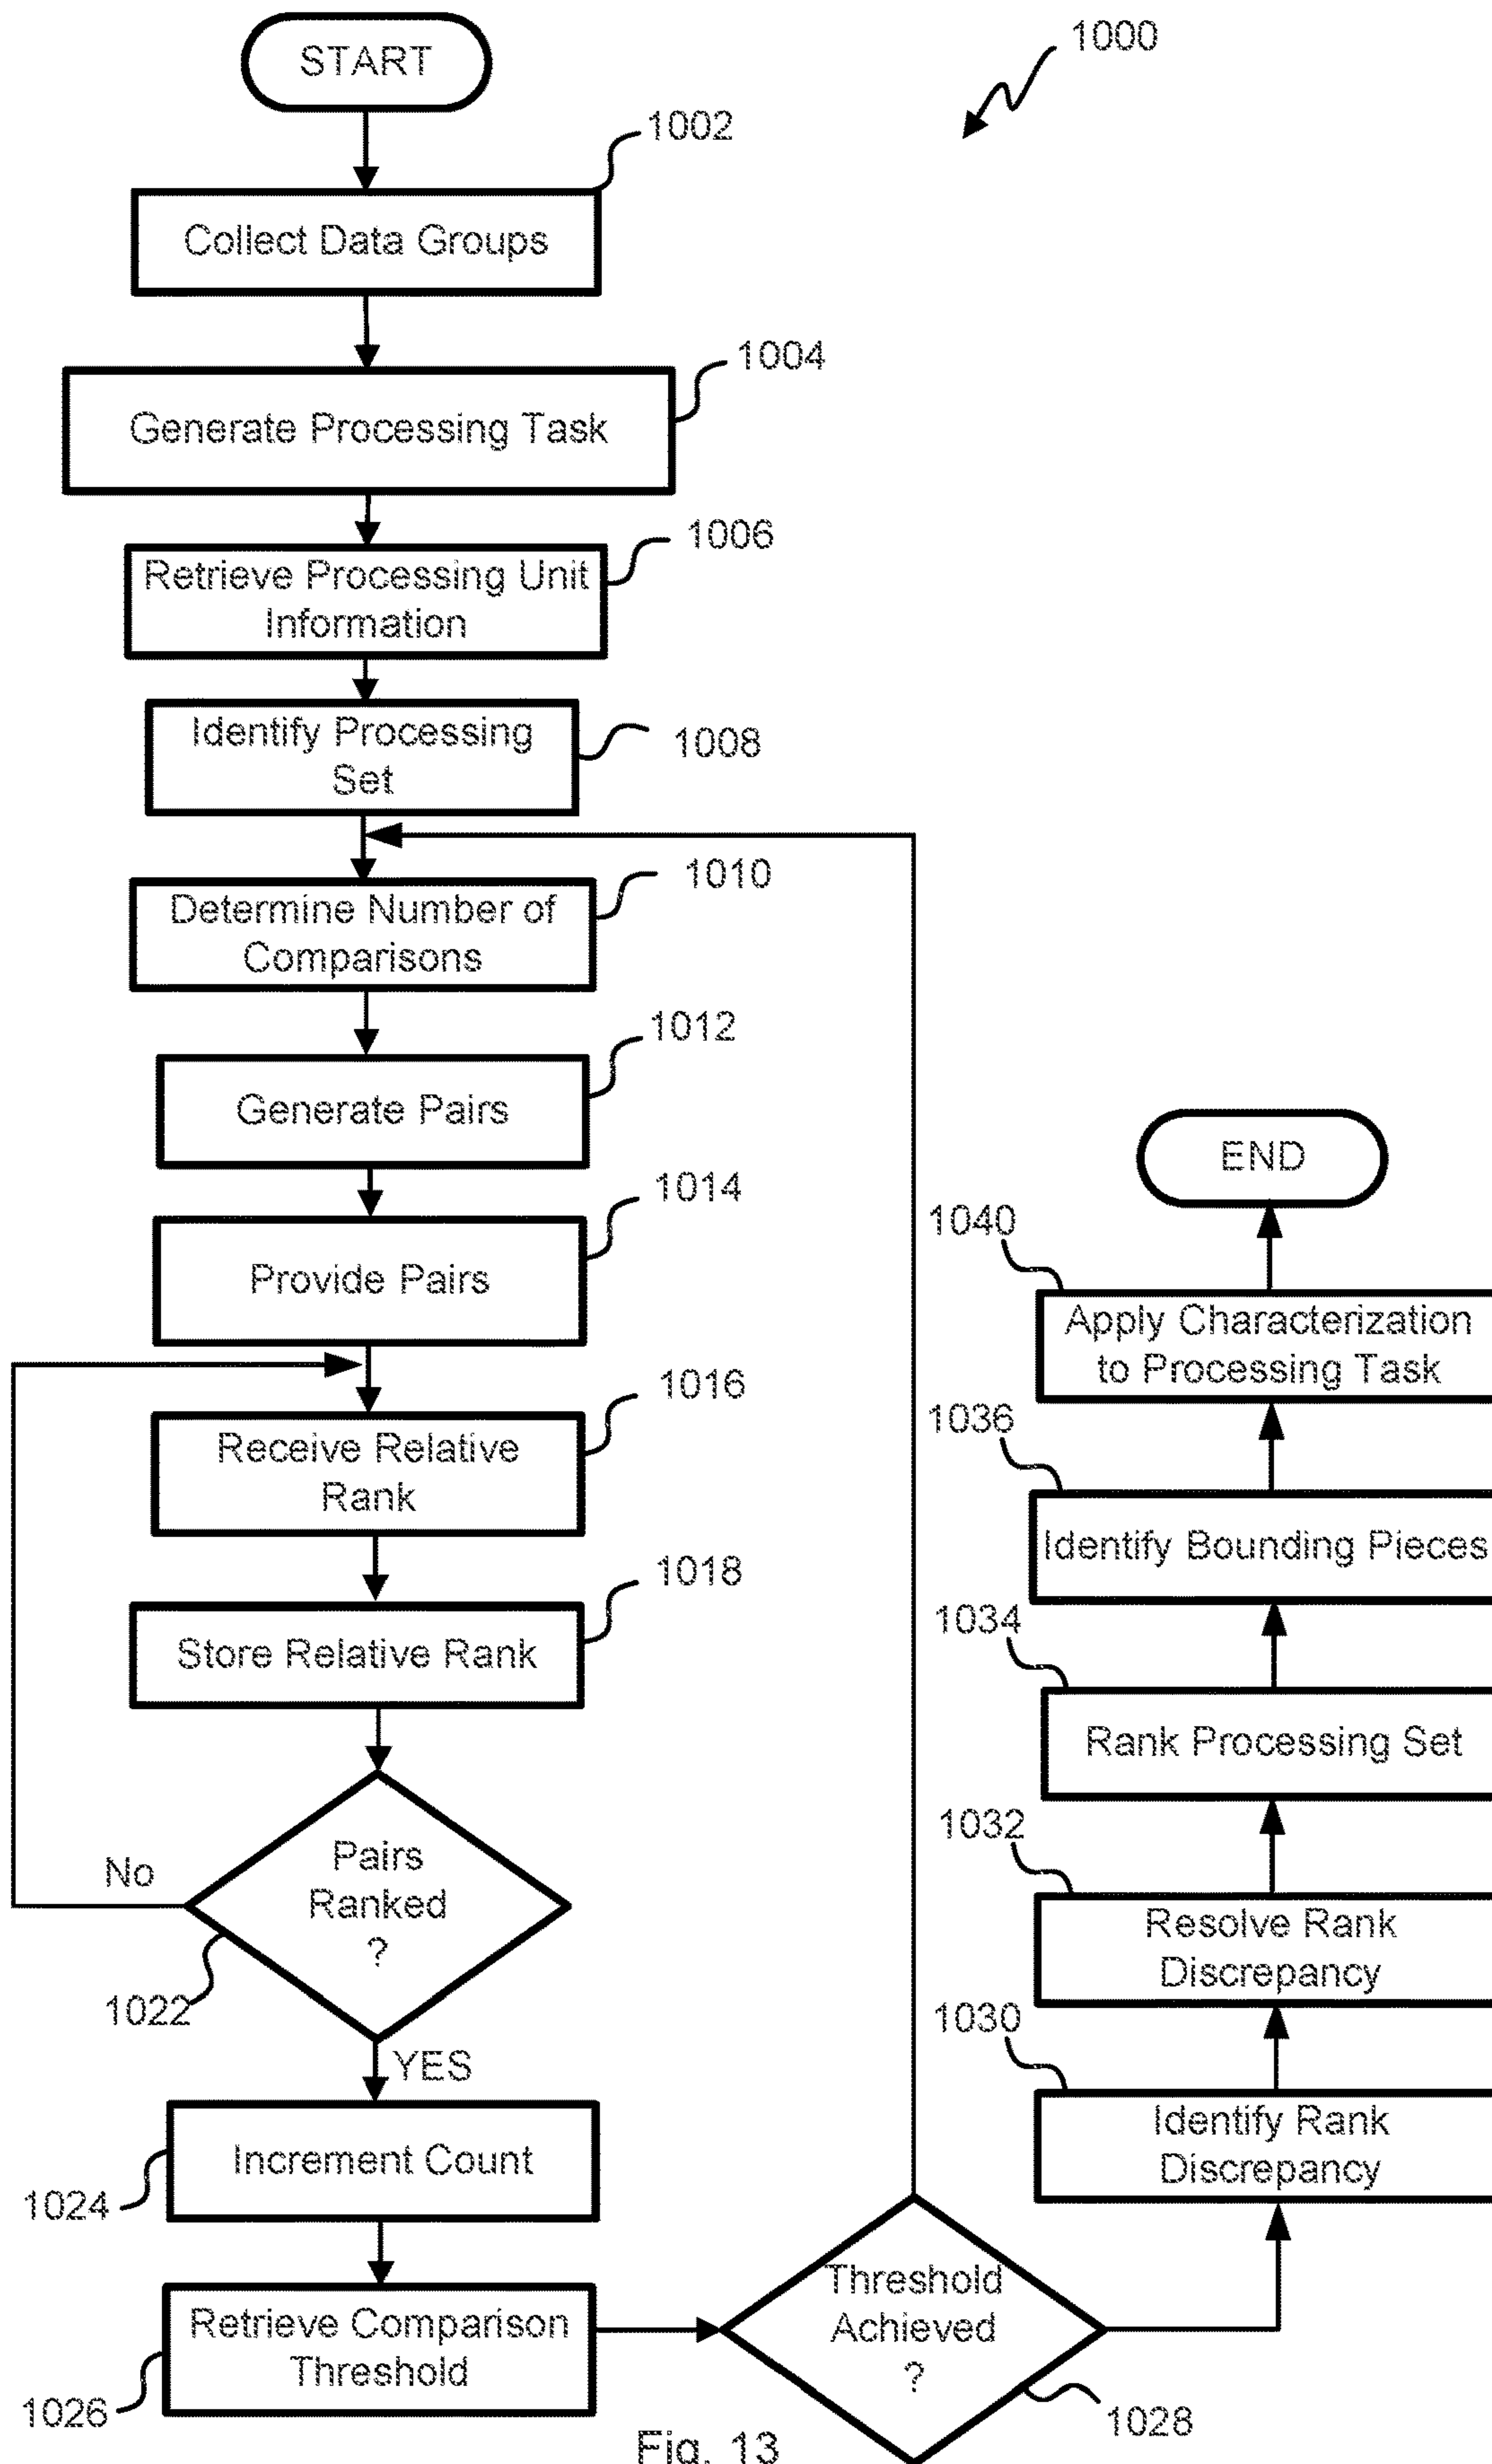 START
1000
1002
Collect Data Groups
1004
Generate Processing Task
1006
Retrieve Processing Unit
Information
1008
Identify Processing
Set
1010
Determine Number of
Comparisons
1012
Generate Pairs
1014
Provide Pairs
1016
Receive Relative
Rank
1018
Store Relative Rank
Pairs
Ranked
?
No
1022
YES
Increment Count
1024
Retrieve Comparison
Threshold
1026
Threshold
Achieved
?
1028
Identify Rank
Discrepancy
1030
Resolve Rank
Discrepancy
1032
Rank Processing Set
1034
Identify Bounding Pieces
1036
Apply Characterization
to Processing Task
1040
END
Fig. 13